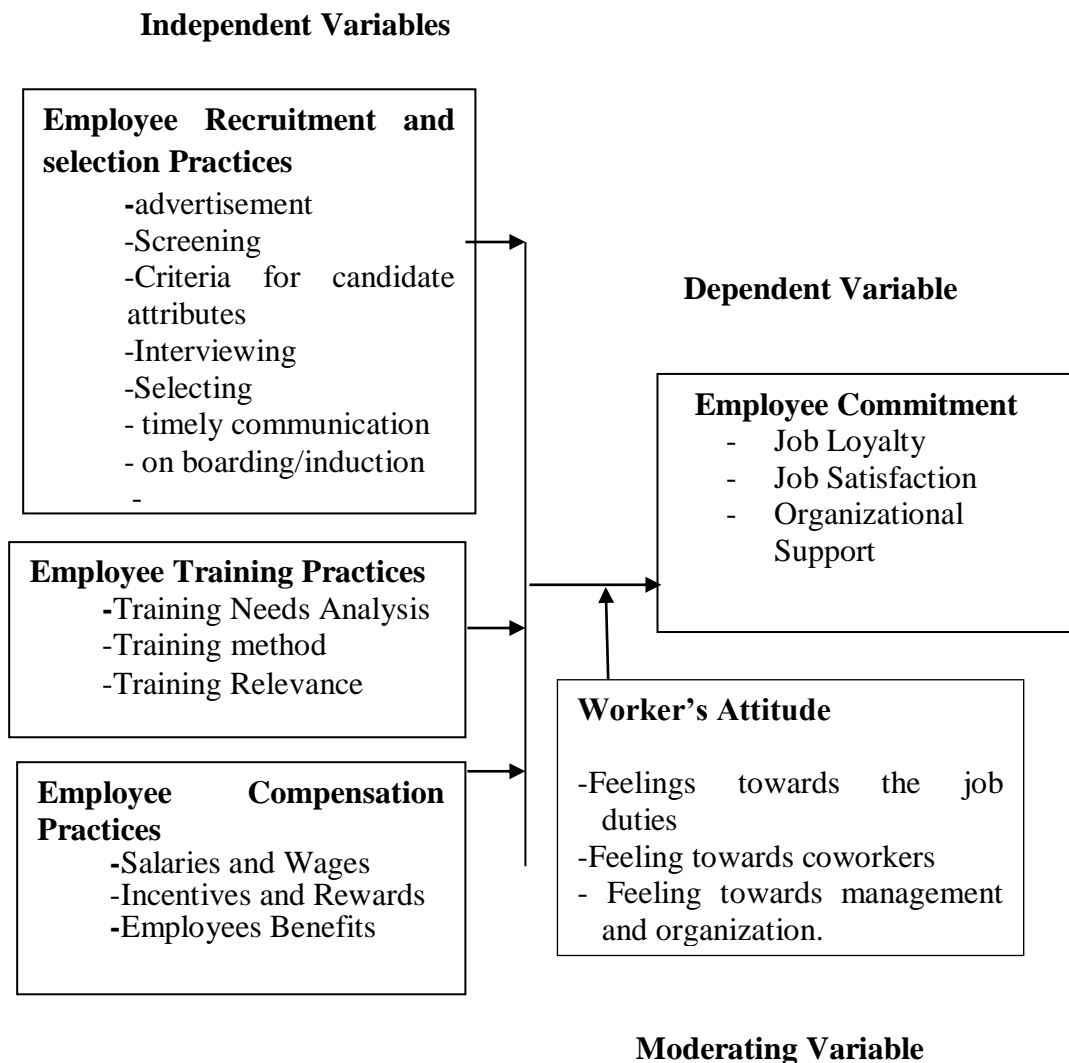 Independent Variables
Employee Recruitment and
selection Practices
-advertisement
-Screening
-Criteria for candidate
attributes
-Interviewing
-Selecting
- timely communication
- on boarding/induction
-
Employee Training Practices
-Training Needs Analysis
-Training method
-Training Relevance
Employee Compensation
Practices
-Salaries and Wages
-Incentives and Rewards
-Employees Benefits
Dependent Variable
Employee Commitment
- Job Loyalty
- Job Satisfaction
- Organizational
Support
Worker’s Attitude
-Feelings towards the job
duties
-Feeling towards coworkers
- Feeling towards management
and organization.
Moderating Variable